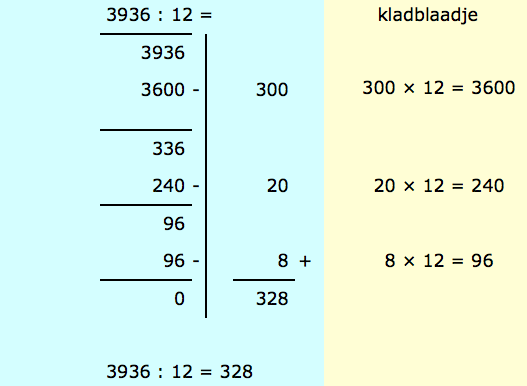 3936 : 12 = kladblaadje
3936
3600 - 300 300 × 12 = 3600
336
240 - 20 20 × 12 = 240
96
96 - 8 + 8 × 12 = 96
0 328
3936 : 12 = 328